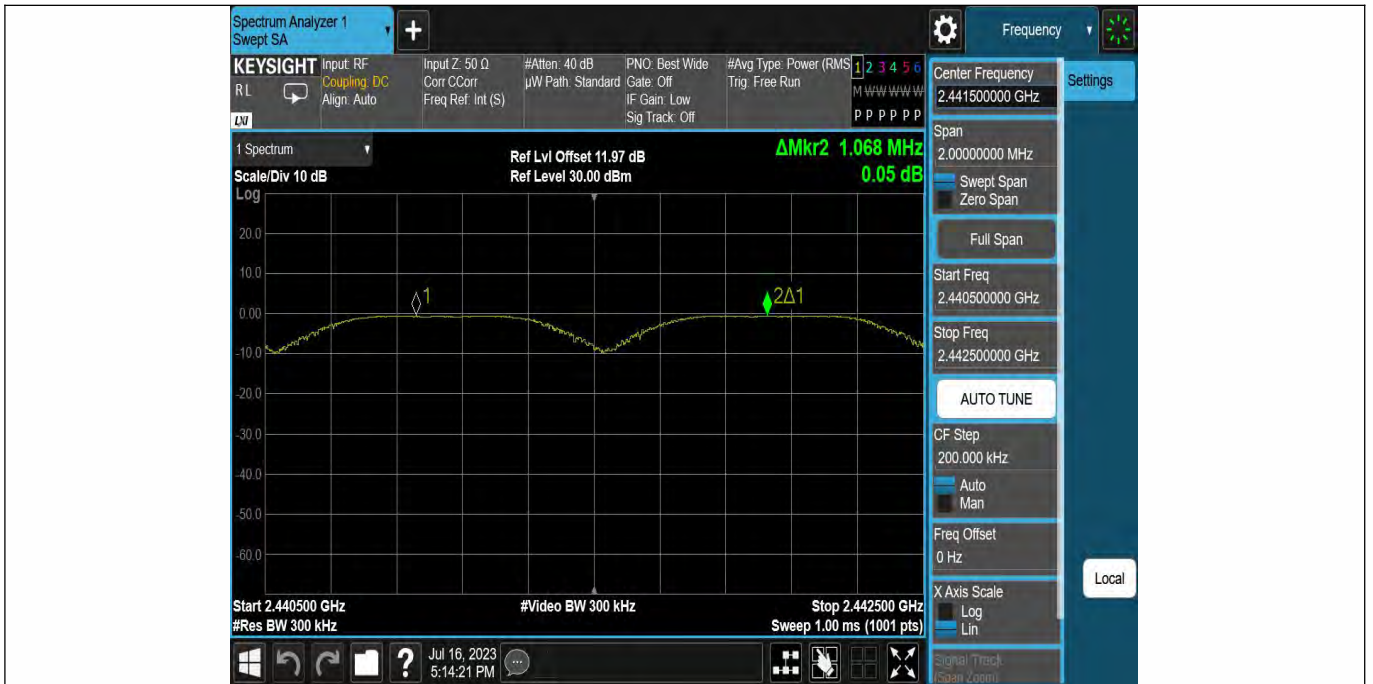 Spectrum Analyzer 1
Swept SA
+
Frequency
KEYSIGHT
RL
LXI
Input: RF
Coupling: DC
Align: Auto
Input Z: 50 Ω
Corr CCorr
Freq Ref: Int (S)
#Atten: 40 dB
µW Path: Standard
PNO: Best Wide
Gate: Off
IF Gain: Low
Sig Track: Off
#Avg Type: Power (RMS
Trig: Free Run
1 2 3 4 5 6
M W W W W W
P P P P P P
1 Spectrum
Scale/Div 10 dB
Ref Lvl Offset 11.97 dB
Ref Level 30.00 dBm
ΔMkr2 1.068 MHz
0.05 dB
Log
20.0
10.0
0.00
-10.0
-20.0
-30.0
-40.0
-50.0
-60.0
1
2Δ1
Start 2.440500 GHz
#Res BW 300 kHz
#Video BW 300 kHz
Stop 2.442500 GHz
Sweep 1.00 ms (1001 pts)
Center Frequency
2.441500000 GHz
Settings
Span
2.00000000 MHz
Swept Span
Zero Span
Full Span
Start Freq
2.440500000 GHz
Stop Freq
2.442500000 GHz
AUTO TUNE
CF Step
200.000 kHz
Auto
Man
Freq Offset
0 Hz
X Axis Scale
Log
Lin
Signal Track
(Span Zoom)
Local
?
Jul 16, 2023
5:14:21 PM